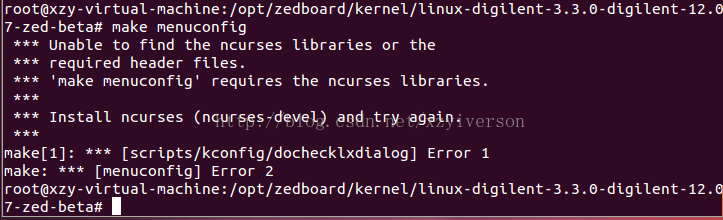 root@xzy-virtual-machine:/opt/zedboard/kernel/linux-digilent-3.3.0-digilent-12.0
7-zed-beta# make menuconfig
 *** Unable to find the ncurses libraries or the
 *** required header files.
 *** 'make menuconfig' requires the ncurses libraries.
 ***
 *** Install ncurses (ncurses-devel) and try again.
http://blog.csdn.net/xzyiverson
 ***
make[1]: *** [scripts/kconfig/dochecklxdialog] Error 1
make: *** [menuconfig] Error 2
root@xzy-virtual-machine:/opt/zedboard/kernel/linux-digilent-3.3.0-digilent-12.0
7-zed-beta#